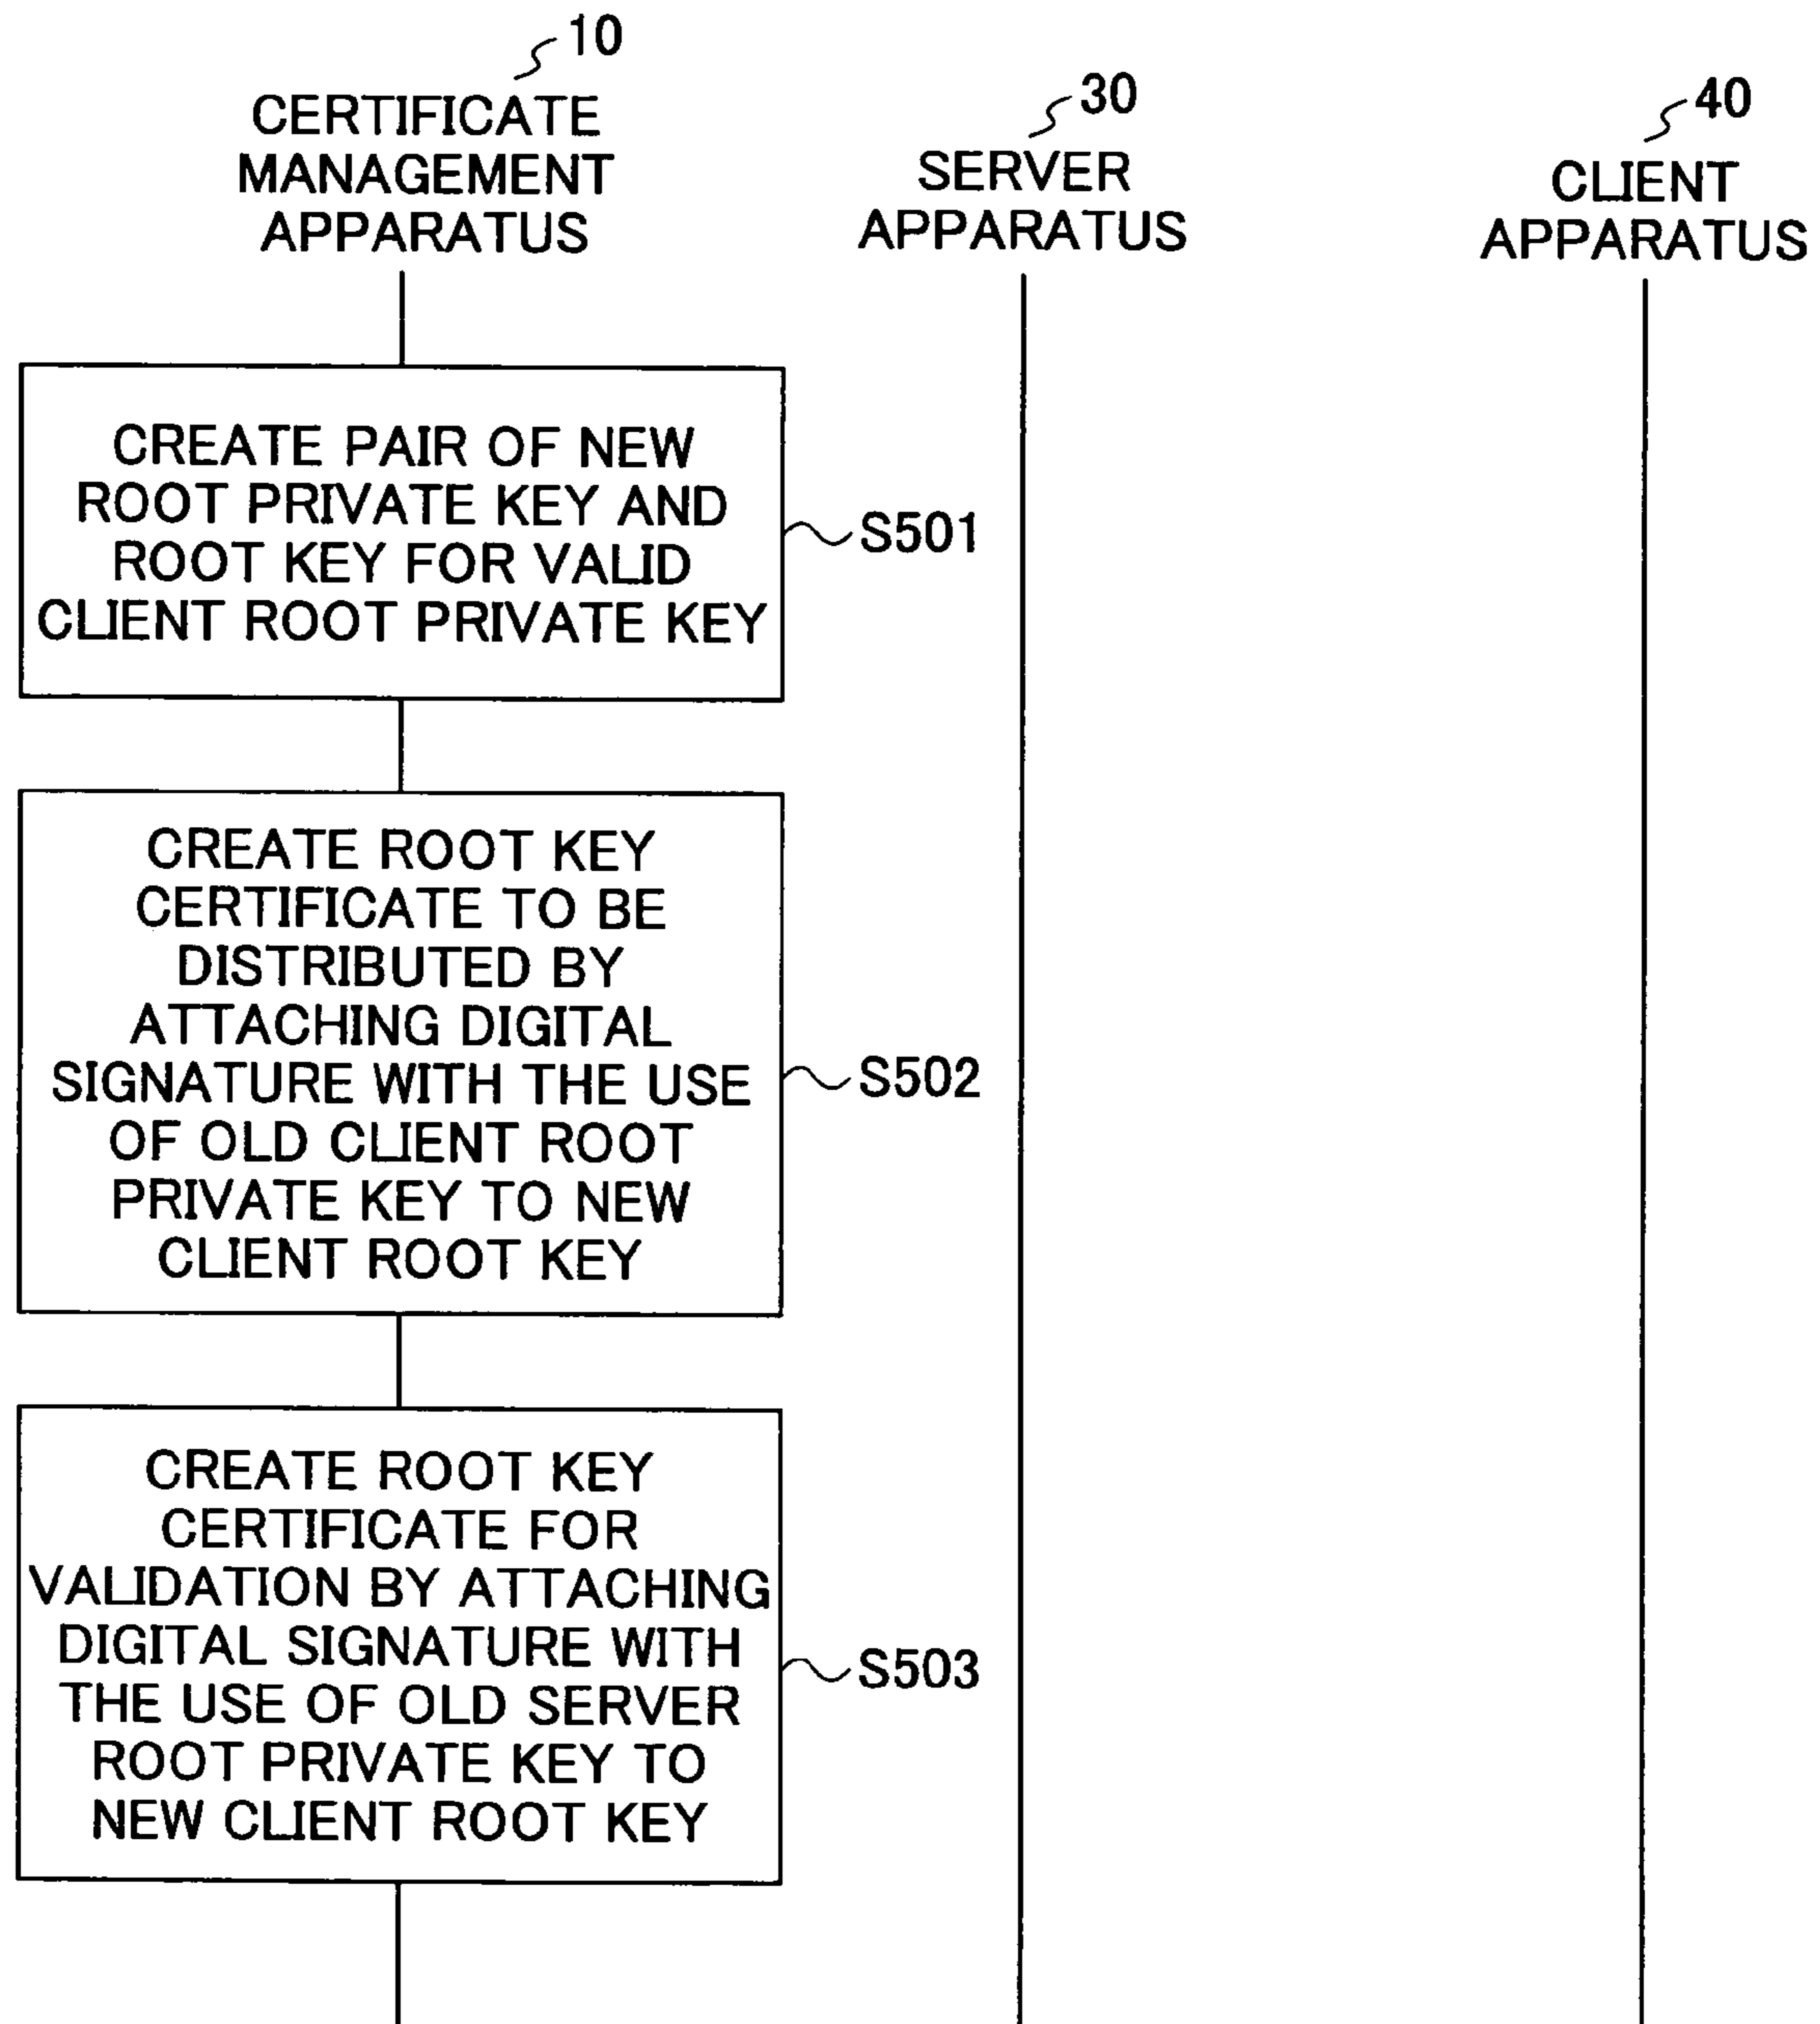 10
CERTIFICATE
MANAGEMENT
APPARATUS
30
SERVER
APPARATUS
40
CLIENT
APPARATUS
CREATE PAIR OF NEW
ROOT PRIVATE KEY AND
ROOT KEY FOR VALID
CLIENT ROOT PRIVATE KEY
S501
CREATE ROOT KEY
CERTIFICATE TO BE
DISTRIBUTED BY
ATTACHING DIGITAL
SIGNATURE WITH THE USE
OF OLD CLIENT ROOT
PRIVATE KEY TO NEW
CLIENT ROOT KEY
S502
CREATE ROOT KEY
CERTIFICATE FOR
VALIDATION BY ATTACHING
DIGITAL SIGNATURE WITH
THE USE OF OLD SERVER
ROOT PRIVATE KEY TO
NEW CLIENT ROOT KEY
S503